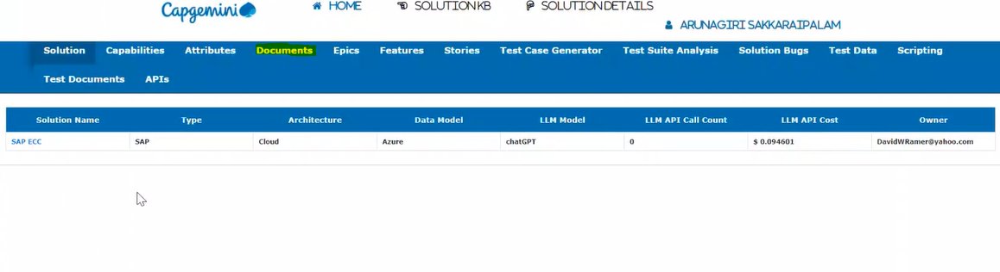 Capgemini HOME SOLUTION KB SOLUTION DETAILS
ARUNAGIRI SAKKARAIPALAM
Solution Capabilities Attributes Documents Epics Features Stories Test Case Generator Test Suite Analysis Solution Bugs Test Data Scripting
Test Documents APIs
Solution Name Type Architecture Data Model LLM Model LLM API Call Count LLM API Cost Owner
SAP ECC SAP Cloud Azure chatGPT 0 $ 0.094601 DavidWRamer@yahoo.com